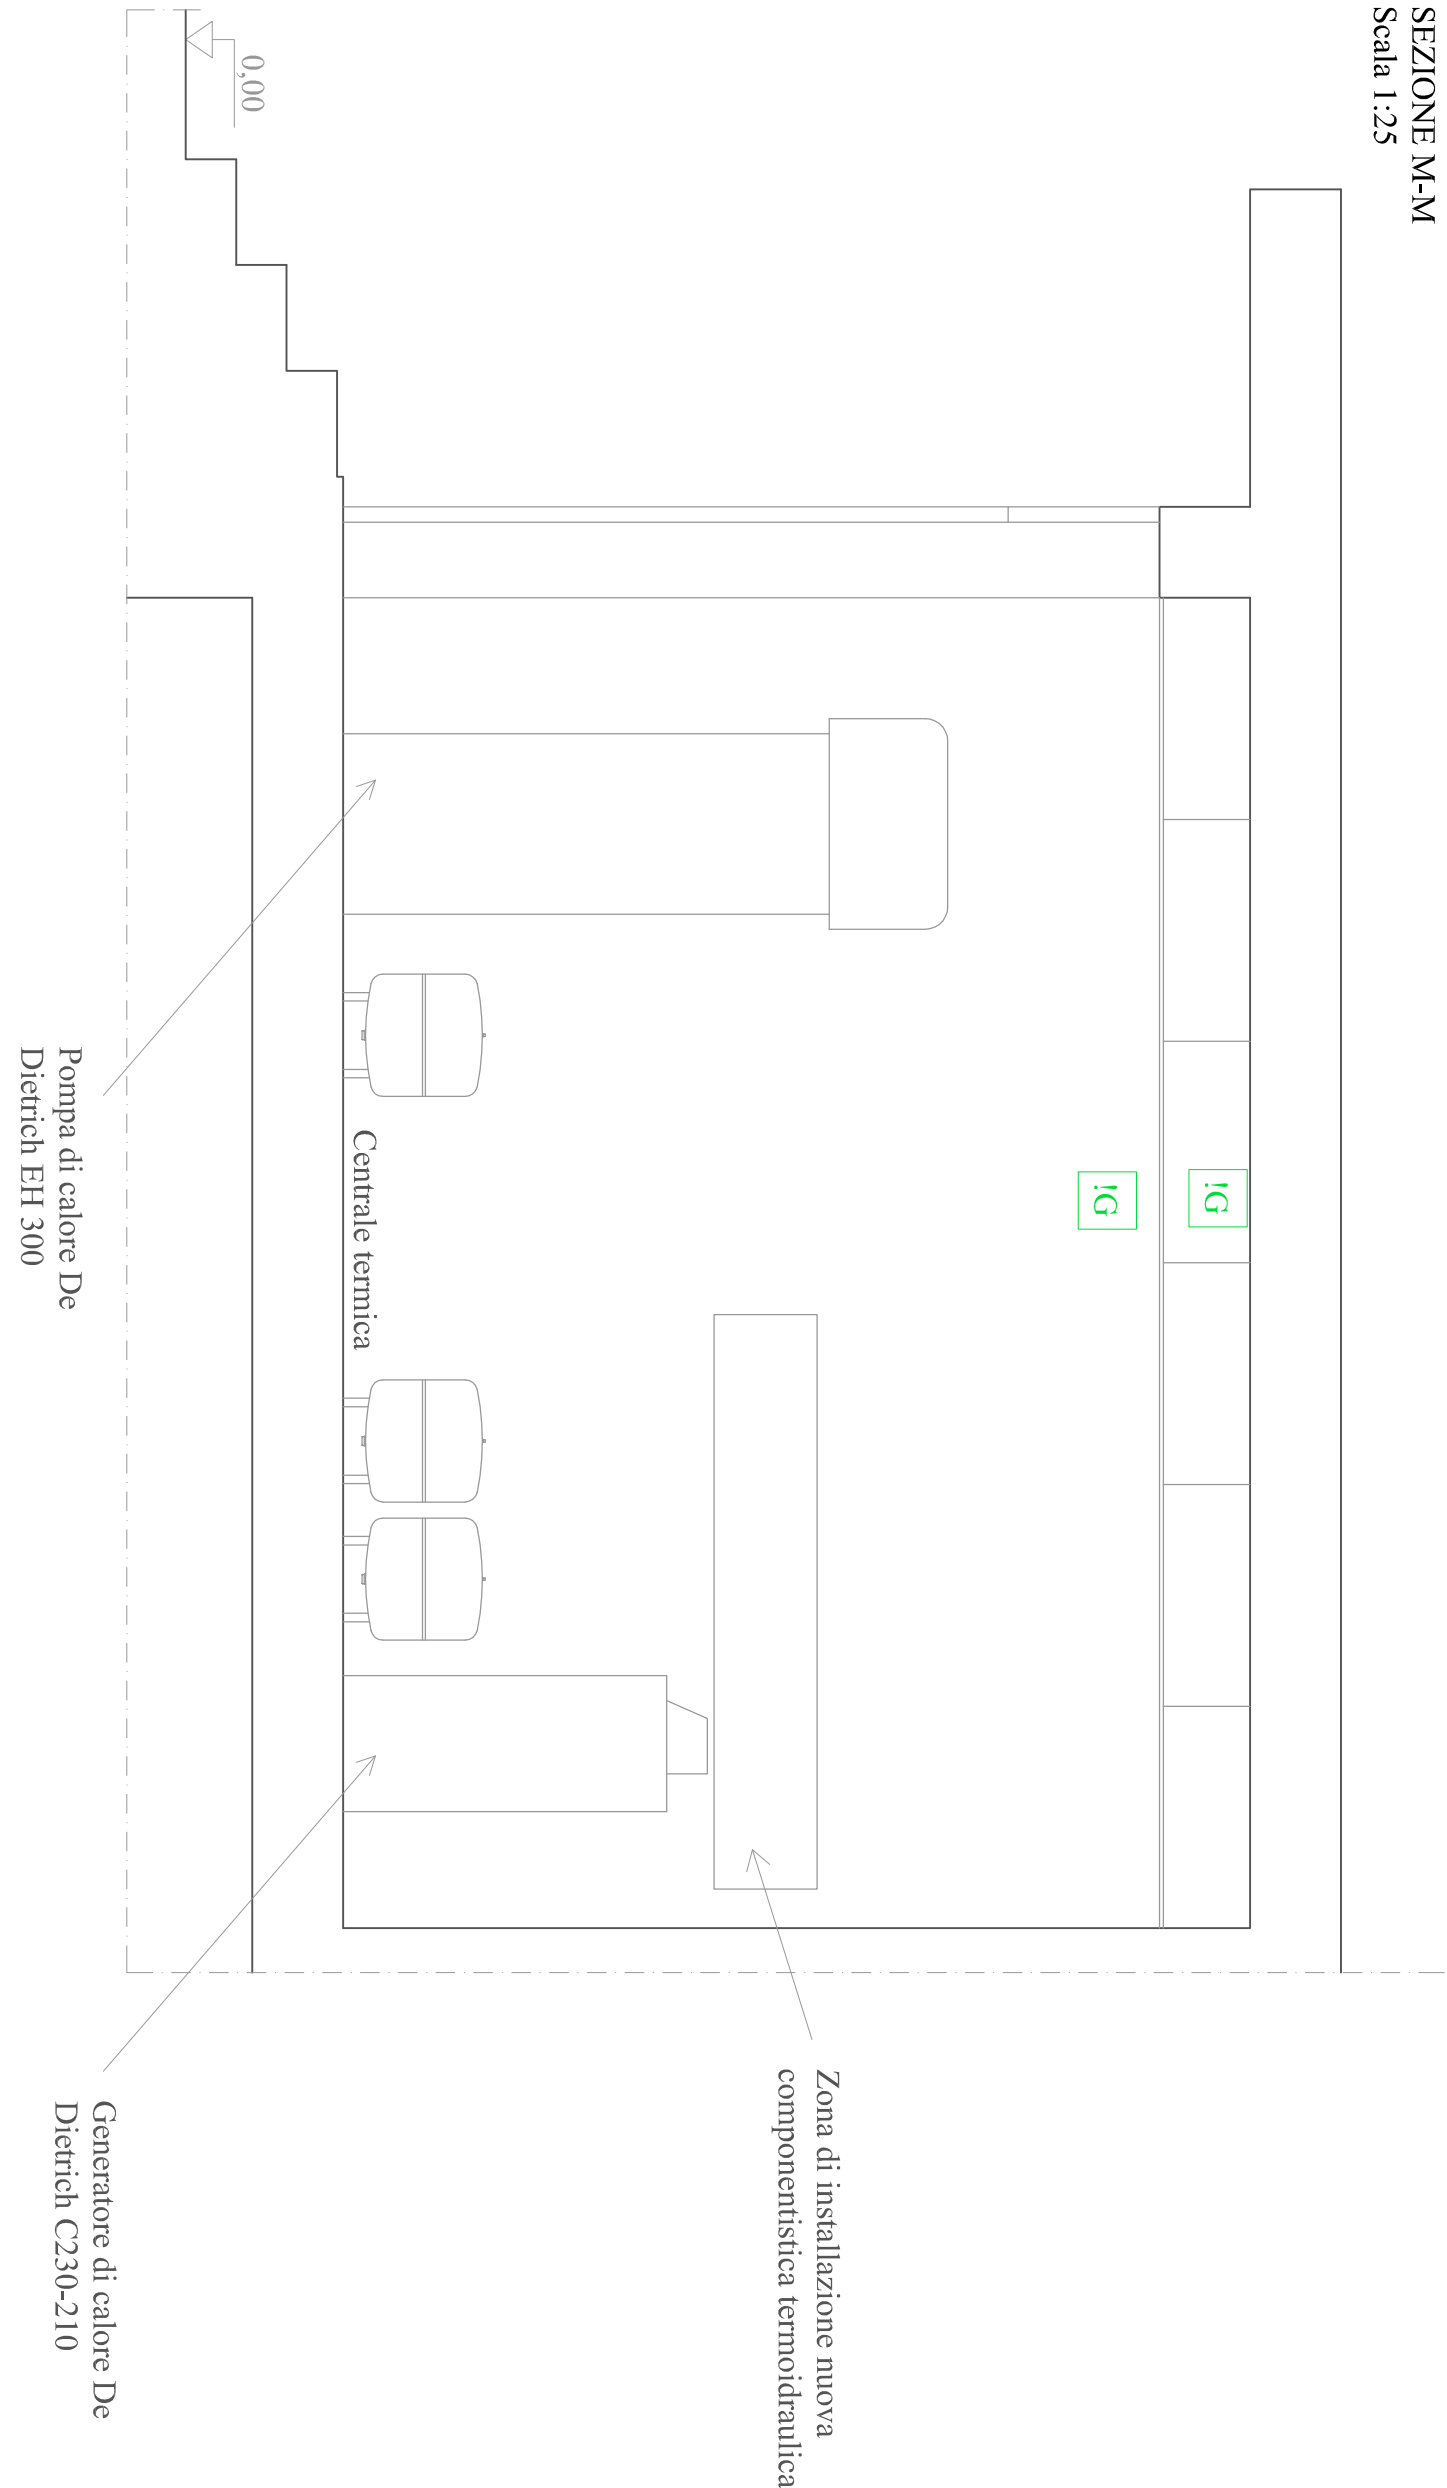 SEZIONE M-M
Scala 1:25
0,00
!G
!G
Zona di installazione nuova
componentistica termoidraulica
Centrale termica
Pompa di calore De
Dietrich EH 300
Generatore di calore De
Dietrich C230-210